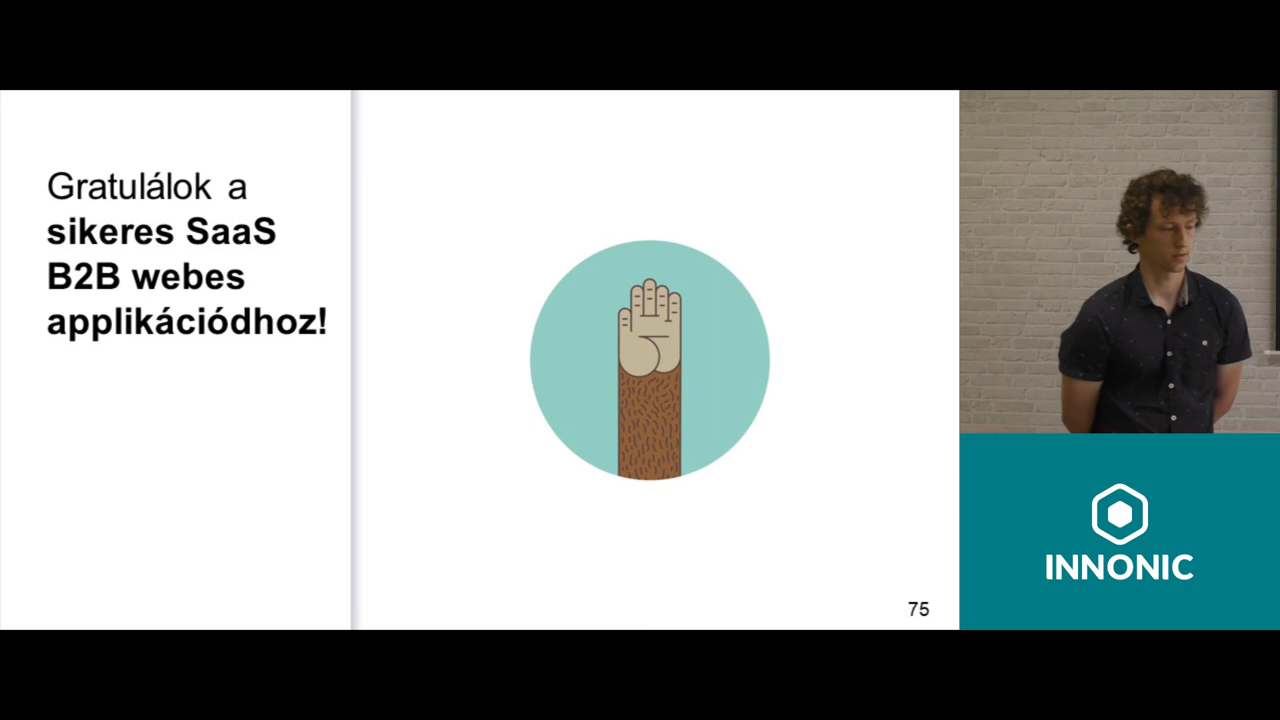 Gratulálok a
sikeres SaaS
B2B webes
applikációdhoz!
75
INNONIC